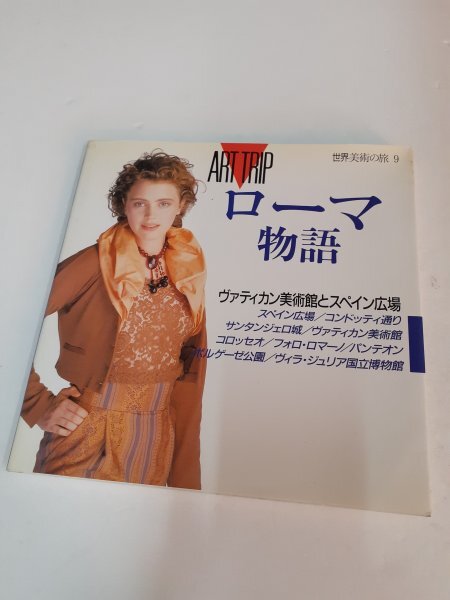 世界美術の旅 9
ART TRIP
ローマ
物語
ヴァティカン美術館とスペイン広場
スペイン広場/コンドッティ通り
サンタンジェロ城/ヴァティカン美術館
コロッセオ/フォロ・ロマーノ/パンテオン
ボルゲーゼ公園/ヴィラ・ジュリア国立博物館